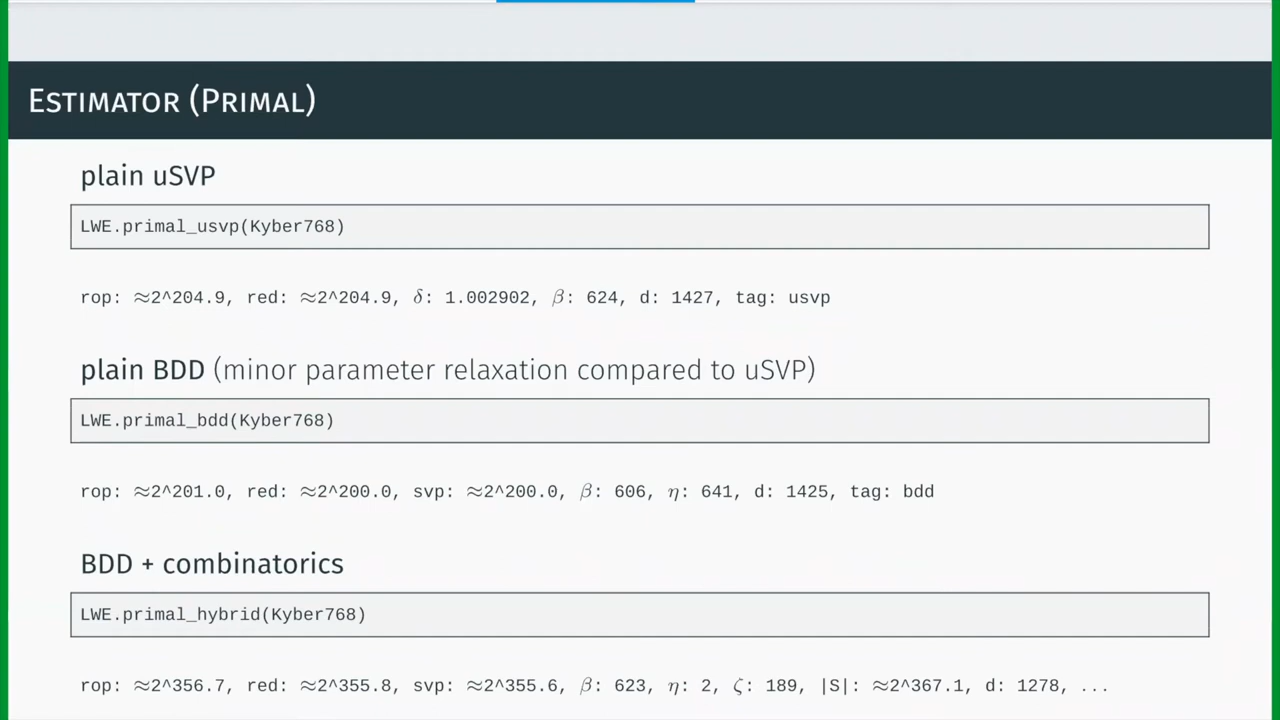 Estimator (Primal)
plain uSVP
LWE.primal_usvp(Kyber768)
rop: ≈2^204.9, red: ≈2^204.9, δ: 1.002902, β: 624, d: 1427, tag: usvp
plain BDD (minor parameter relaxation compared to uSVP)
LWE.primal_bdd(Kyber768)
rop: ≈2^201.0, red: ≈2^200.0, svp: ≈2^200.0, β: 606, η: 641, d: 1425, tag: bdd
BDD + combinatorics
LWE.primal_hybrid(Kyber768)
rop: ≈2^356.7, red: ≈2^355.8, svp: ≈2^355.6, β: 623, η: 2, ζ: 189, |S|: ≈2^367.1, d: 1278, ...